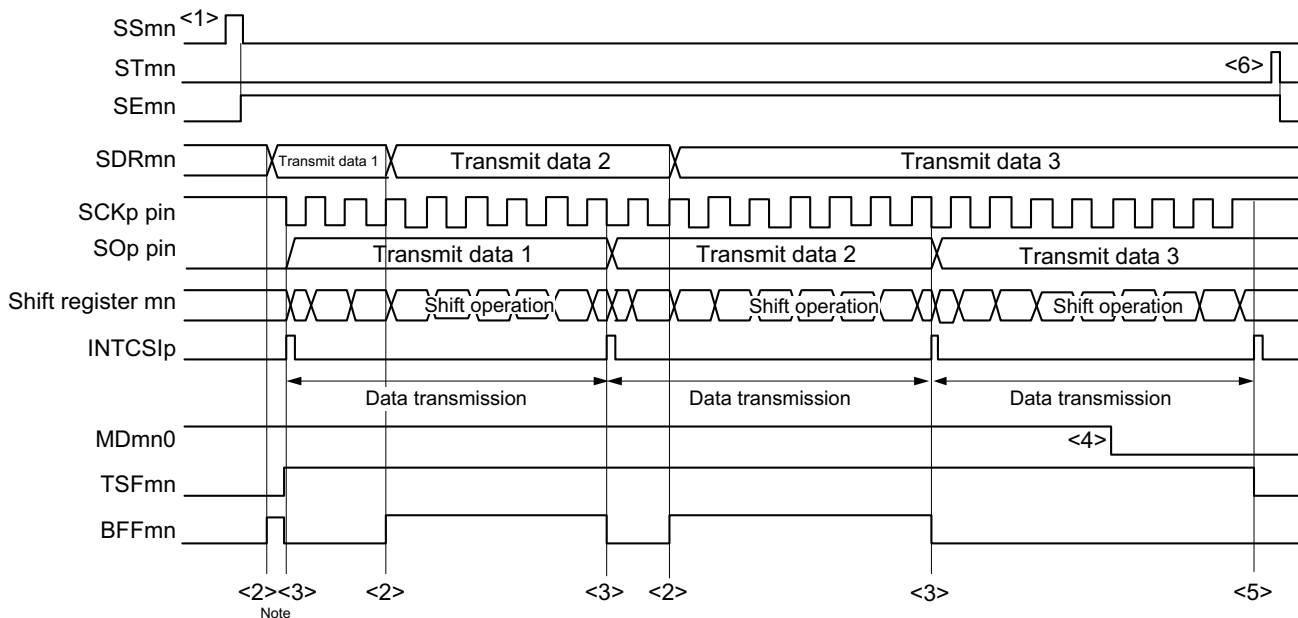 SSmn <1>
STmn <6>
SEmn
SDRmn Transmit data 1 Transmit data 2 Transmit data 3
SCKp pin
SOp pin Transmit data 1 Transmit data 2 Transmit data 3
Shift register mn Shift operation Shift operation Shift operation
INTCSIp
Data transmission Data transmission Data transmission
MDmn0 <4>
TSFmn
BFFmn
<2> <3> <2> <3> <2> <3> <5>
Note